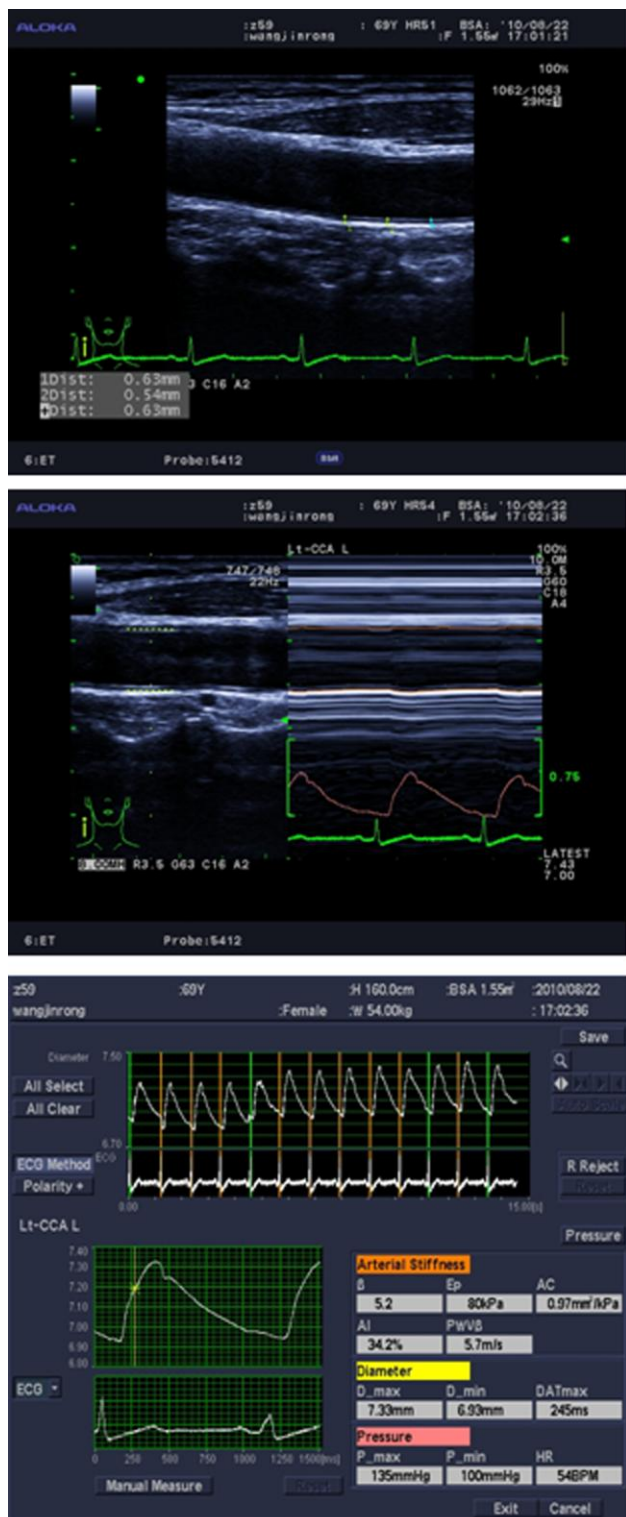 ALOKA :z59 : 69Y HR51 BSA: '10/08/22
:wangjinrong :F 1.55㎡ 17:01:21
100%
1062/1063
29Hz
1Dist: 0.63mm
2Dist: 0.54mm
+Dist: 0.63mm
C16 A2
6:ET Probe:5412
ALOKA :z59 : 69Y HR54 BSA: '10/08/22
:wangjinrong :F 1.55㎡ 17:02:36
Lt-CCA L 100%
747/748 10.0M
22Hz R3.5
G60
C18
A4
0.75
LATEST
7.43
7.00
R3.5 G63 C16 A2
6:ET Probe:5412
z59 :69Y :H 160.0cm :BSA 1.55㎡ :2010/08/22
wangjinrong :Female :W 54.00kg : 17:02:36
Save
Diameter 7.50
All Select
All Clear
6.70
ECG Method ECG R Reject
Polarity +
0.00 15.00[s]
Lt-CCA L
Pressure
7.40
7.30
7.20
7.10
7.00
6.90
Arterial Stiffness
β Ep AC
5.2 80kPa 0.97mm²/kPa
AI PWVβ
34.2% 5.7m/s
Diameter
D_max D_min DATmax
7.33mm 6.93mm 245ms
ECG
Pressure
P_max P_min HR
135mmHg 100mmHg 54BPM
0 250 500 750 1000 1250 1500[ms]
Manual Measure
Exit Cancel